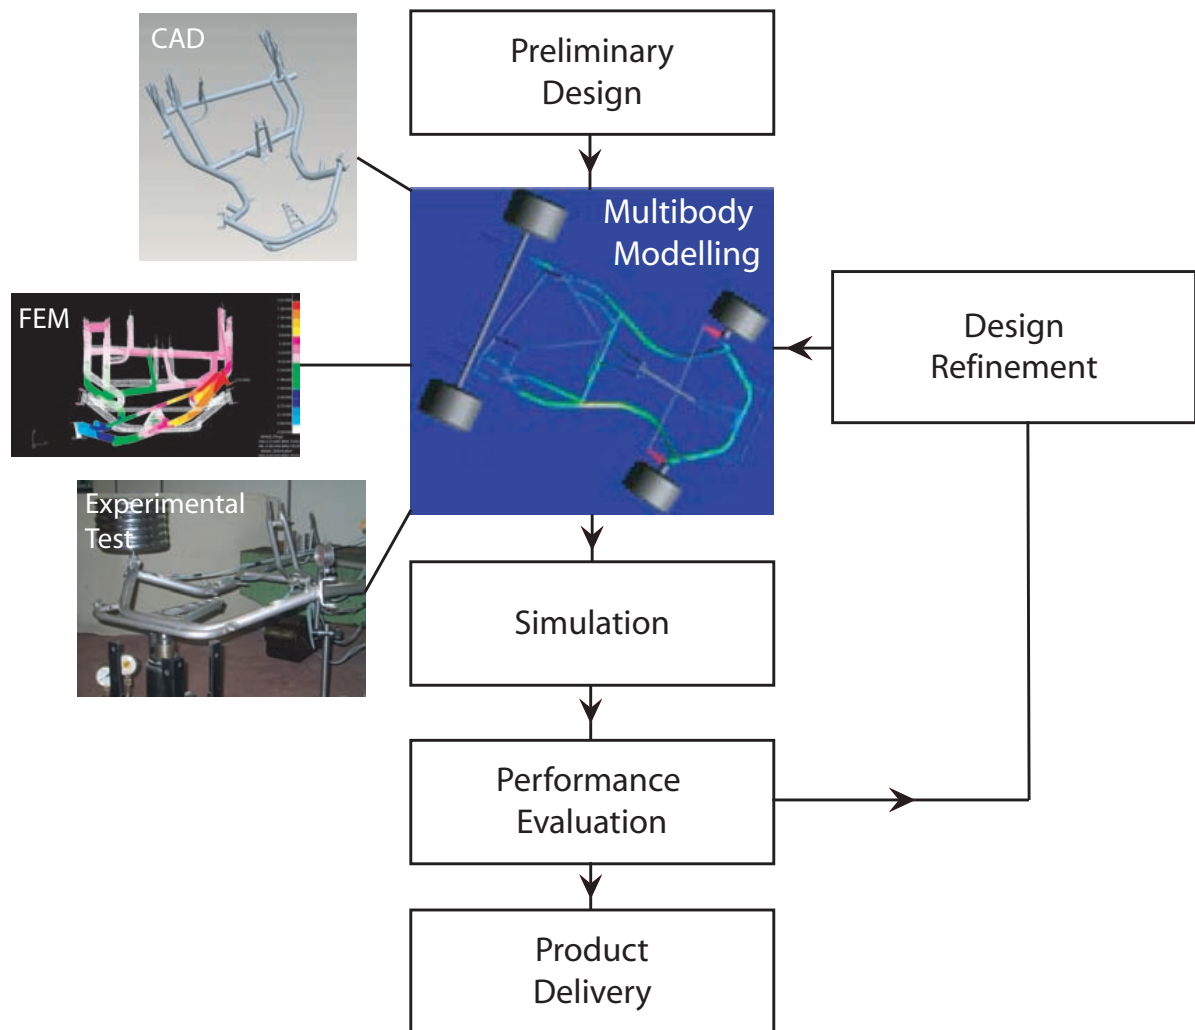 CAD
Preliminary
Design
Multibody
Modelling
FEM
Design
Refinement
Experimental
Test
Simulation
Performance
Evaluation
Product
Delivery